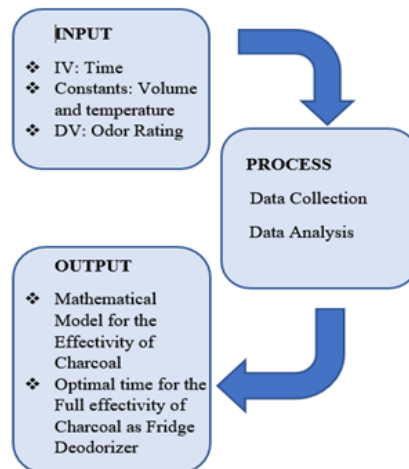 INPUT
❖ IV: Time
❖ Constants: Volume
and temperature
❖ DV: Odor Rating
PROCESS
Data Collection
Data Analysis
OUTPUT
❖ Mathematical
Model for the
Effectivity of
Charcoal
❖ Optimal time for the
Full effectivity of
Charcoal as Fridge
Deodorizer